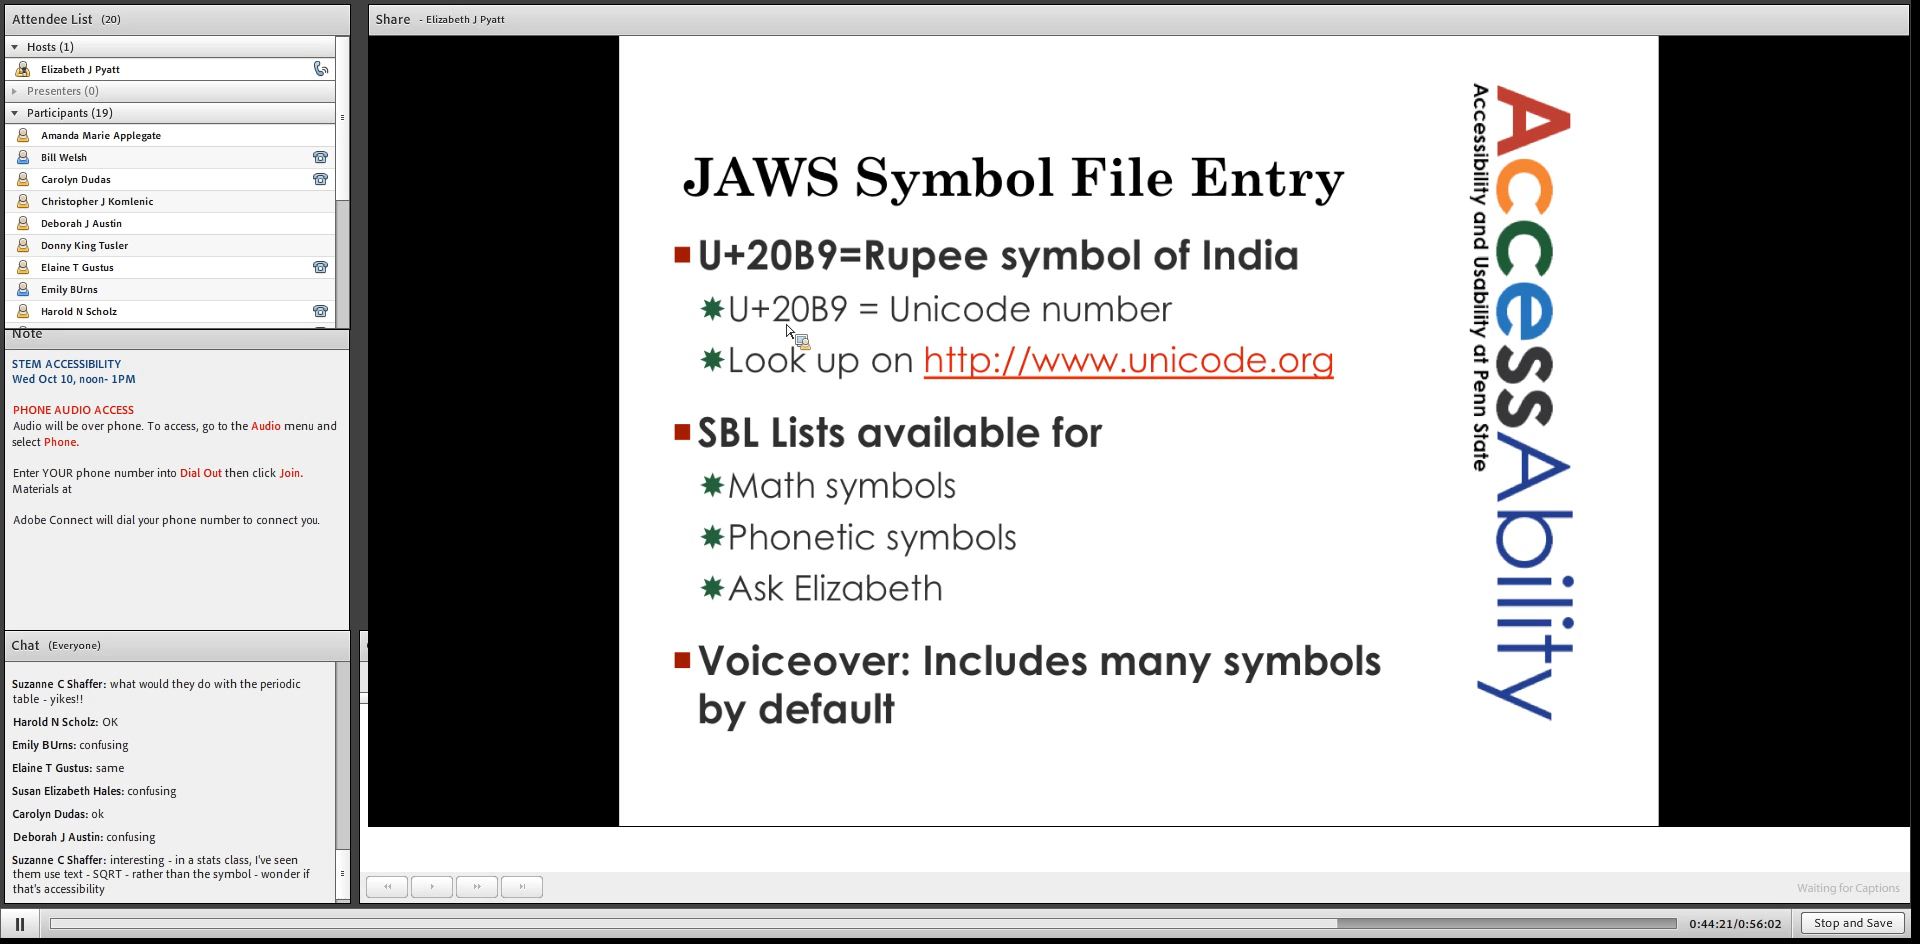 Attendee List (20)
Hosts (1)
Elizabeth J Pyatt
Presenters (0)
Participants (19)
Amanda Marie Applegate
Bill Welsh
Carolyn Dudas
Christopher J Komlenic
Deborah J Austin
Donny King Tusler
Elaine T Gustus
Emily BUrns
Harold N Scholz
Note
STEM ACCESSIBILITY
Wed Oct 10, noon- 1PM
PHONE AUDIO ACCESS
Audio will be over phone. To access, go to the Audio menu and
select Phone.
Enter YOUR phone number into Dial Out then click Join.
Materials at
Adobe Connect will dial your phone number to connect you.
Chat (Everyone)
Suzanne C Shaffer: what would they do with the periodic
table - yikes!!
Harold N Scholz: OK
Emily BUrns: confusing
Elaine T Gustus: same
Susan Elizabeth Hales: confusing
Carolyn Dudas: ok
Deborah J Austin: confusing
Suzanne C Shaffer: interesting - in a stats class, I've seen
them use text - SQRT - rather than the symbol - wonder if
that's accessibility
Share - Elizabeth J Pyatt
JAWS Symbol File Entry
U+20B9=Rupee symbol of India
U+20B9 = Unicode number
Look up on http://www.unicode.org
SBL Lists available for
Math symbols
Phonetic symbols
Ask Elizabeth
Voiceover: Includes many symbols
by default
AccessAbility
Accessibility and Usability at Penn State
Waiting for Captions
0:44:21/0:56:02
Stop and Save